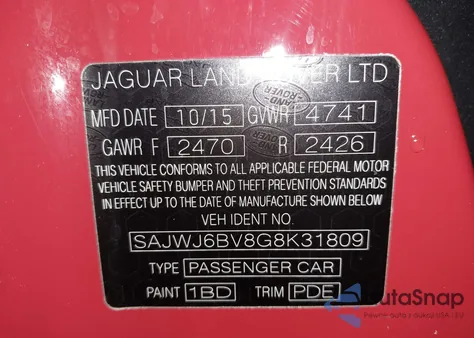 JAGUAR LAND ROVER LTD
MFD DATE 10/15 GVWR 4741
GAWR F 2470 R 2426
THIS VEHICLE CONFORMS TO ALL APPLICABLE FEDERAL MOTOR
VEHICLE SAFETY BUMPER AND THEFT PREVENTION STANDARDS
IN EFFECT UP TO THE DATE OF MANUFACTURE SHOWN BELOW
VEH IDENT NO.
SAJWJ6BV8G8K31809
TYPE PASSENGER CAR
PAINT 1BD TRIM PDE
AutoSnap